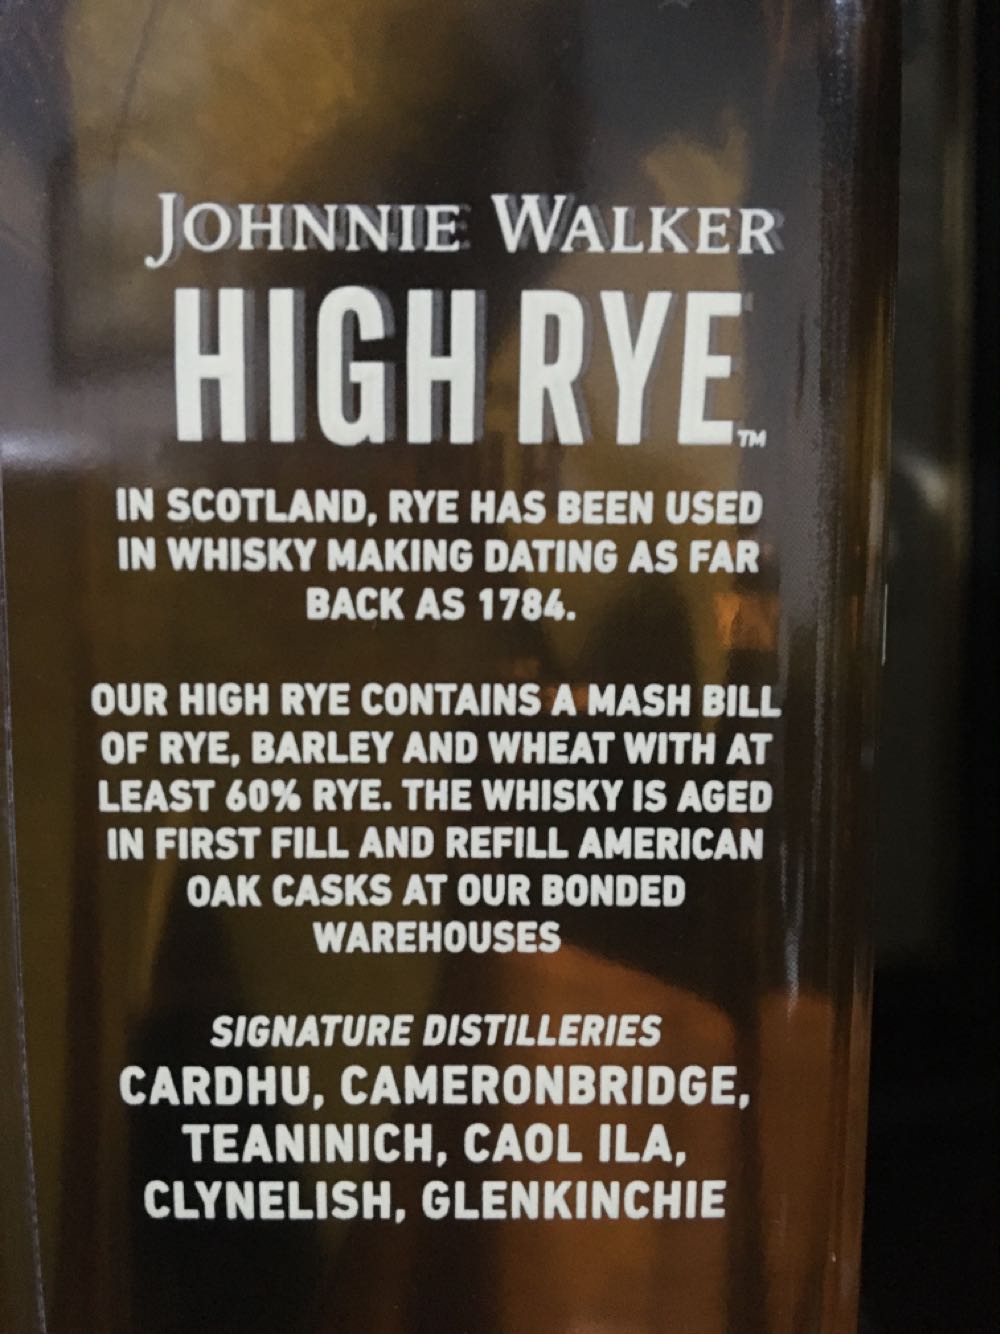 JOHNNIE WALKER
HIGH RYE™
IN SCOTLAND, RYE HAS BEEN USED
IN WHISKY MAKING DATING AS FAR
BACK AS 1784.
OUR HIGH RYE CONTAINS A MASH BILL
OF RYE, BARLEY AND WHEAT WITH AT
LEAST 60% RYE. THE WHISKY IS AGED
IN FIRST FILL AND REFILL AMERICAN
OAK CASKS AT OUR BONDED
WAREHOUSES
SIGNATURE DISTILLERIES
CARDHU, CAMERONBRIDGE,
TEANINICH, CAOL ILA,
CLYNELISH, GLENKINCHIE